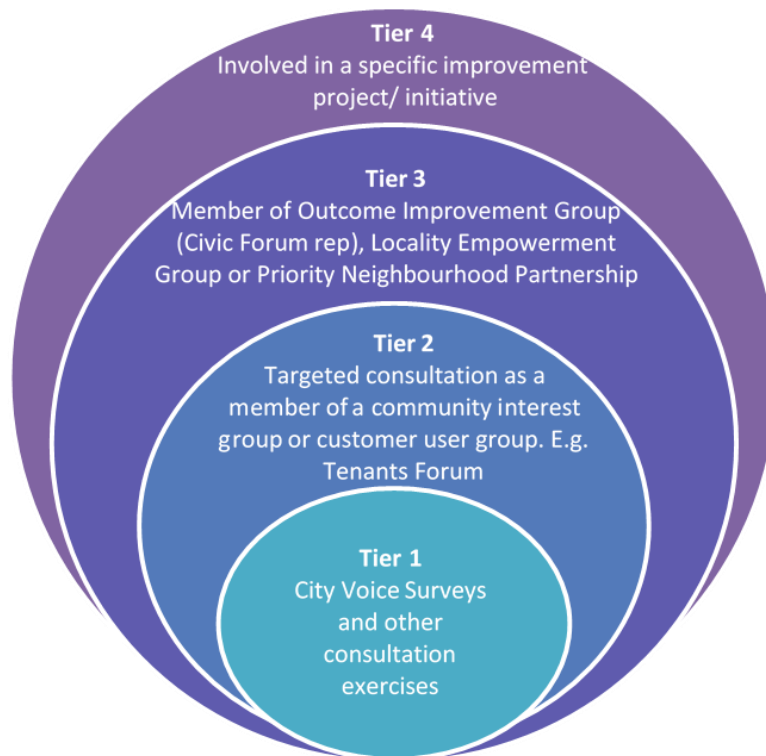 Tier 4
Involved in a specific improvement
project/ initiative
Tier 3
Member of Outcome Improvement Group
(Civic Forum rep), Locality Empowerment
Group or Priority Neighbourhood Partnership
Tier 2
Targeted consultation as a
member of a community interest
group or customer user group. E.g.
Tenants Forum
Tier 1
City Voice Surveys
and other
consultation
exercises